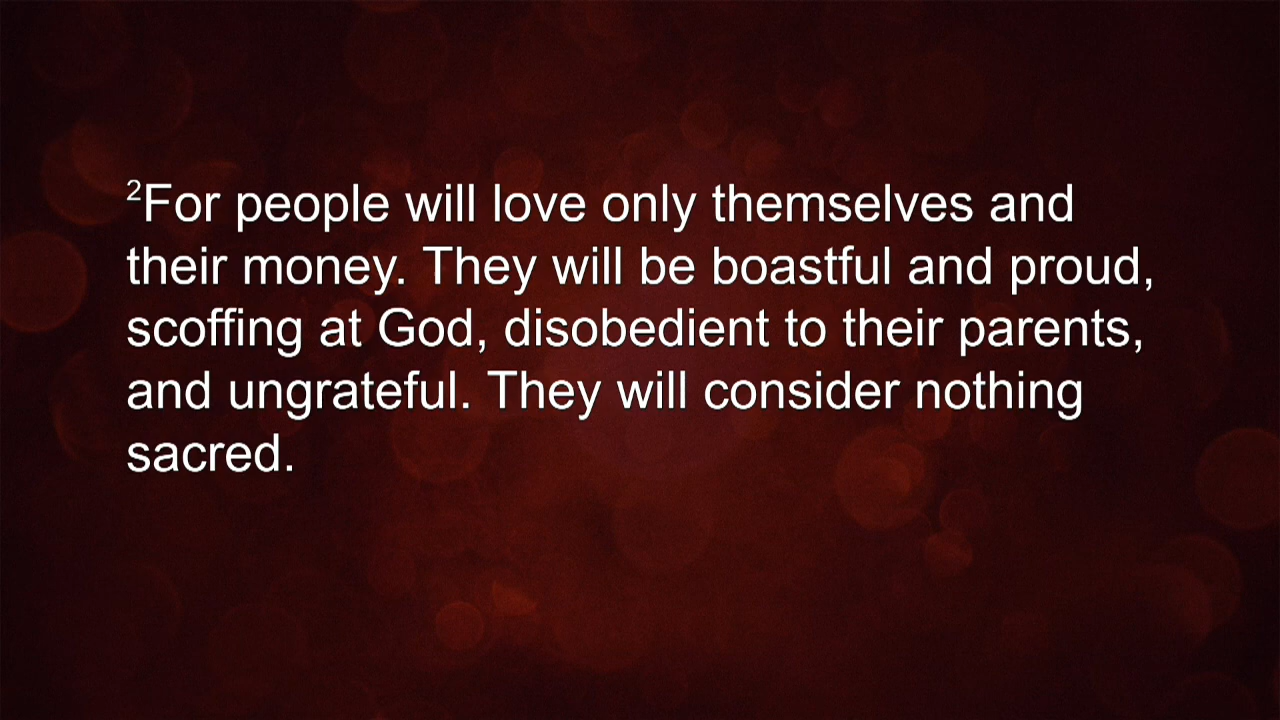 ²For people will love only themselves and
their money. They will be boastful and proud,
scoffing at God, disobedient to their parents,
and ungrateful. They will consider nothing
sacred.